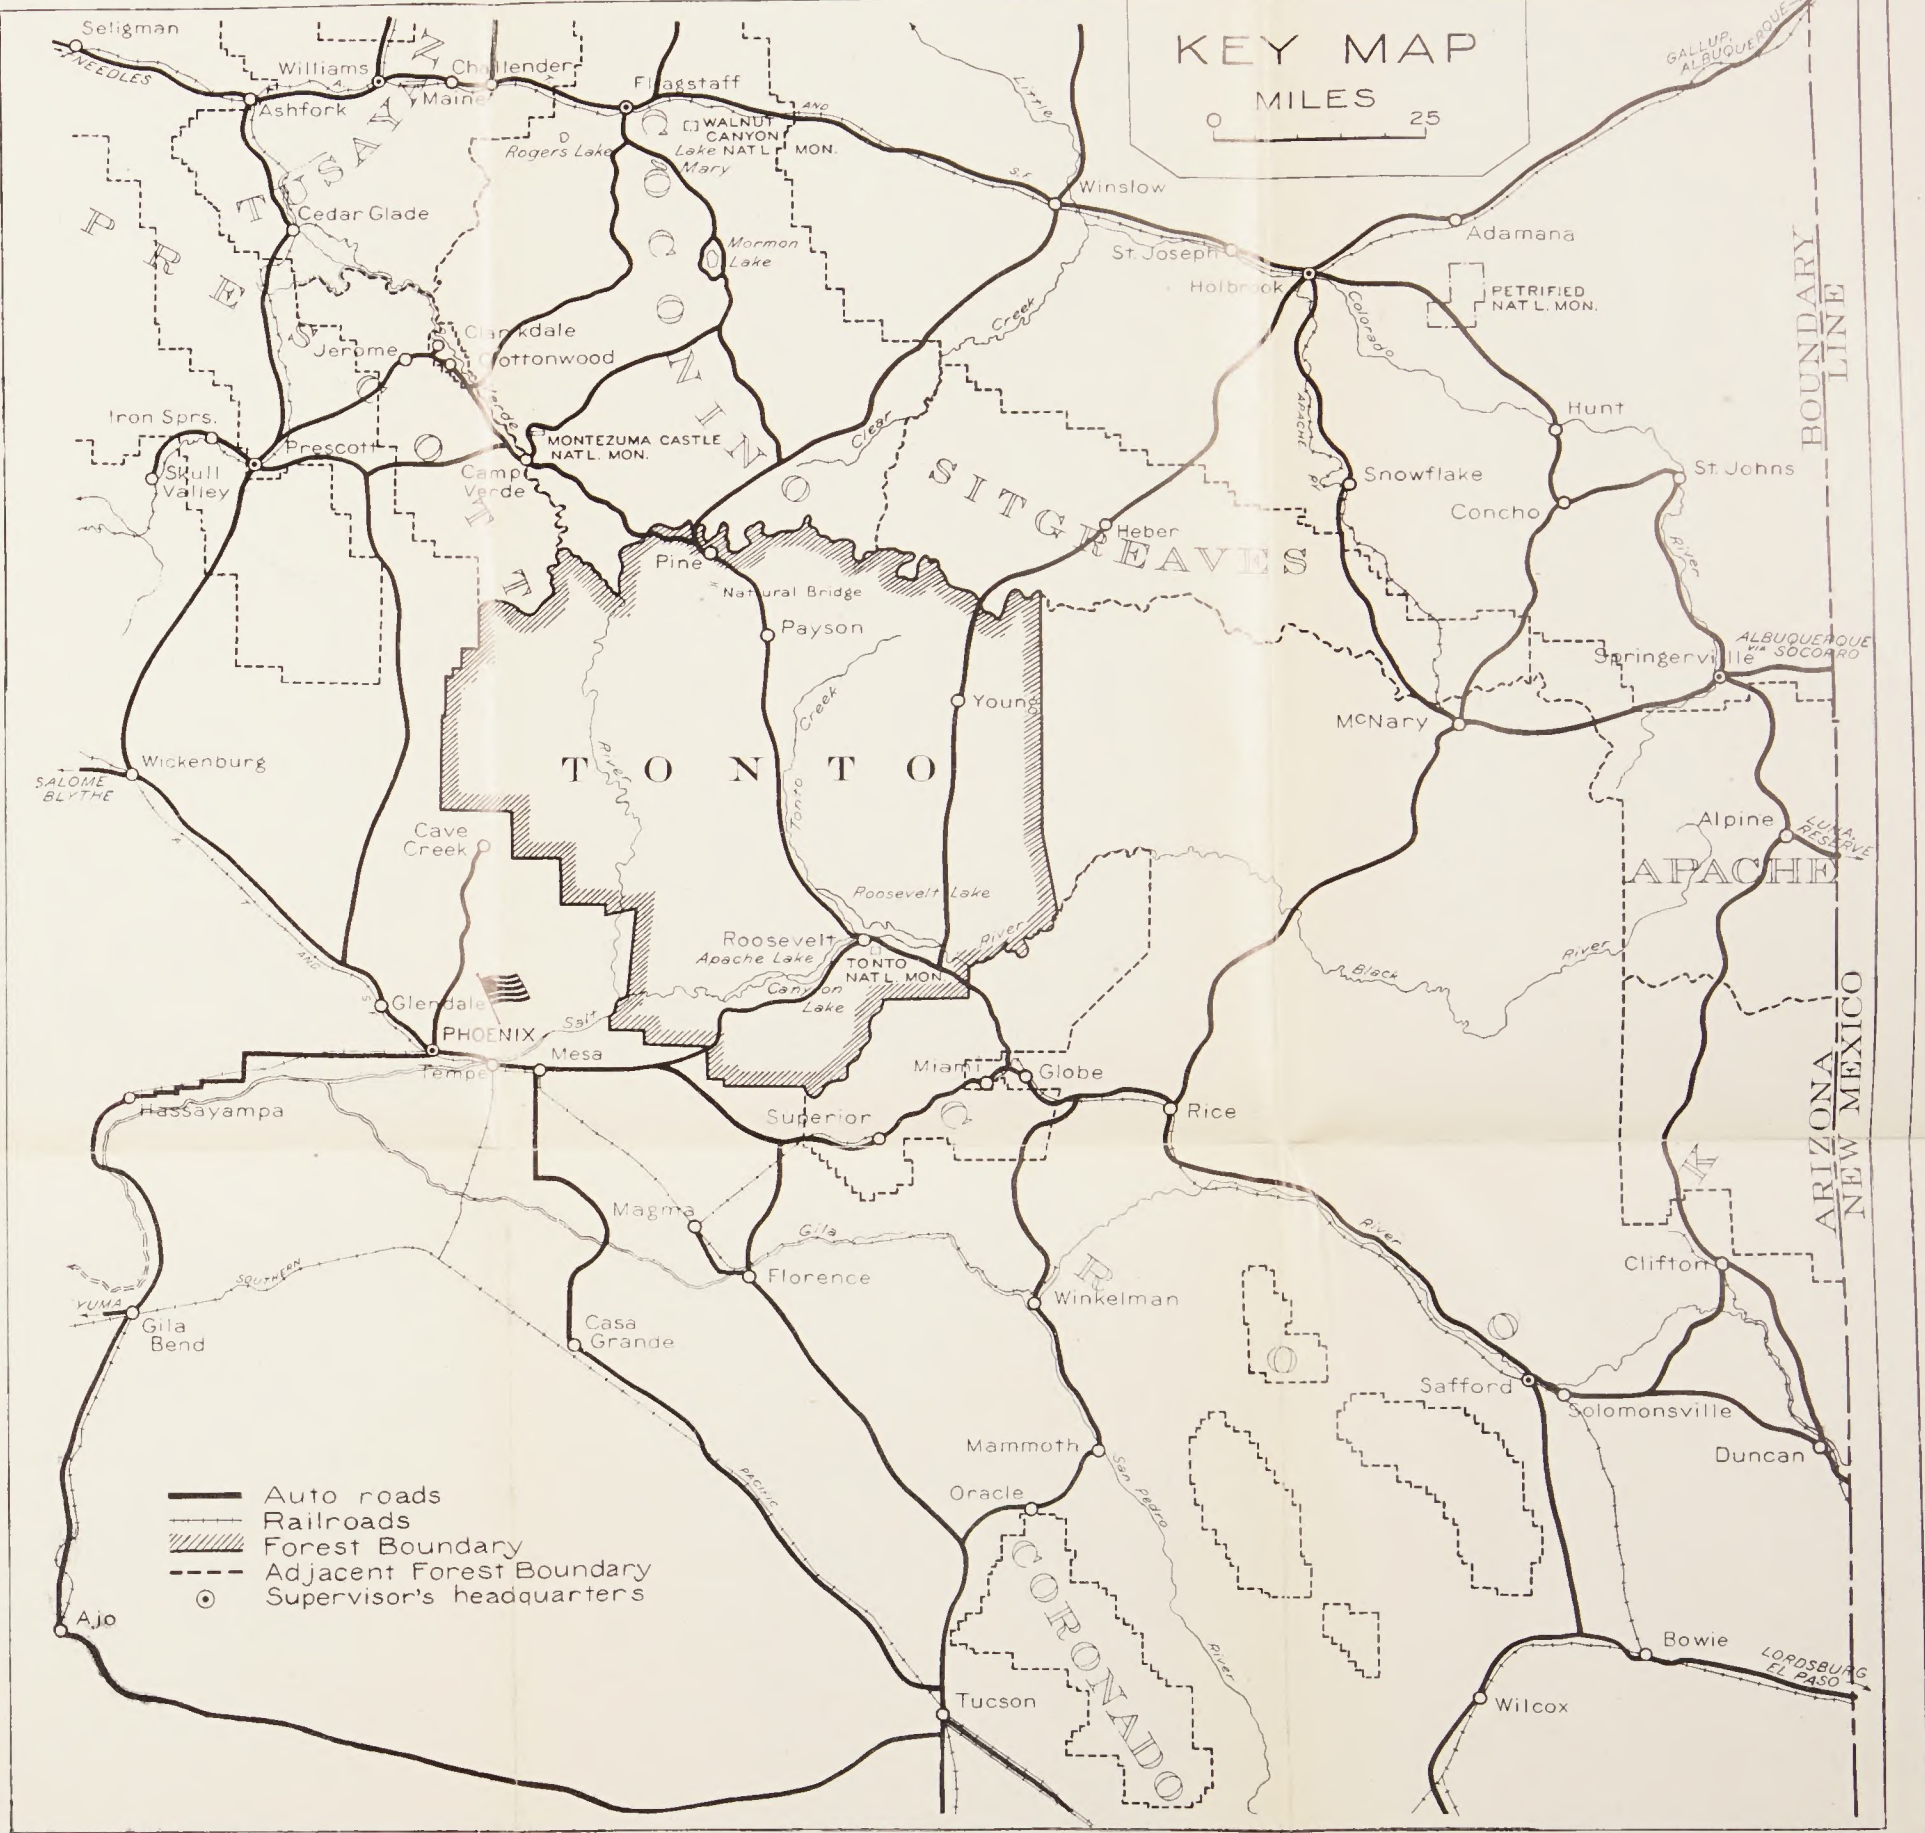 KEY MAP
MILES
0 25
GALLUP,
ALBUQUERQUE
Seligman
NEEDLES
Williams
Challender
Maine
Ashfork
Flagstaff
A.
T.
AND
S.F.
WALNUT
CANYON
NAT'L MON.
Rogers Lake
Lake
Mary
Little
Winslow
TUSAYAN
PRESCOTT
COCONINO
Cedar Glade
Mormon
Lake
St. Joseph
Holbrook
Adamana
PETRIFIED
NAT'L. MON.
Colorado
BOUNDARY
LINE
Creek
Clear
Clarkdale
Jerome
Cottonwood
Verde
Iron Sprs.
Prescott
Skull
Valley
MONTEZUMA CASTLE
NAT'L. MON.
Camp
Verde
APACHE
RY
Hunt
St. Johns
Snowflake
Concho
River
SITGREAVES
Heber
Pine
Natural Bridge
Payson
Creek
Tonto
Young
River
TONTO
Springerville
ALBUQUERQUE
VIA SOCORRO
McNary
Wickenburg
SALOME
BLYTHE
Cave
Creek
Alpine
LUNA,
RESERVE
APACHE
A.
T.
AND
S.F.
Roosevelt Lake
Roosevelt
Apache Lake
TONTO
NAT'L. MON.
Canyon
Lake
River
Black
River
Glendale
PHOENIX
Salt
Tempe
Mesa
Miami
Globe
Rice
Hassayampa
Superior
ARIZONA
NEW MEXICO
CROOK
Magma
Gila
River
Florence
Winkelman
Clifton
SOUTHERN
YUMA
Gila
Bend
Casa
Grande
Safford
Solomonsville
Duncan
Mammoth
San Pedro
River
Oracle
PACIFIC
Auto roads
Railroads
Forest Boundary
Adjacent Forest Boundary
Supervisor's headquarters
Ajo
CORONADO
Tucson
Bowie
LORDSBURG
EL PASO
Wilcox